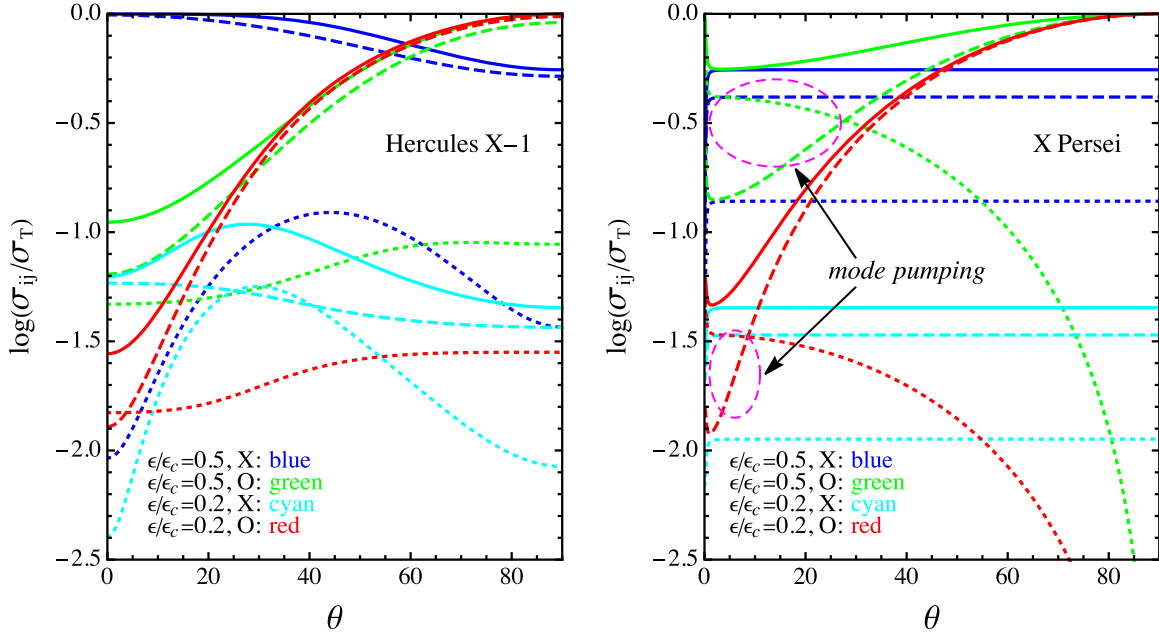 0.0
−0.5
−1.0
−1.5
−2.0
−2.5
log(σij/σT)
Hercules X−1
ϵ/ϵc=0.5, X: blue
ϵ/ϵc=0.5, O: green
ϵ/ϵc=0.2, X: cyan
ϵ/ϵc=0.2, O: red
0 20 40 60 80
θ
0.0
−0.5
−1.0
−1.5
−2.0
−2.5
log(σij/σT)
X Persei
mode pumping
ϵ/ϵc=0.5, X: blue
ϵ/ϵc=0.5, O: green
ϵ/ϵc=0.2, X: cyan
ϵ/ϵc=0.2, O: red
0 20 40 60 80
θ